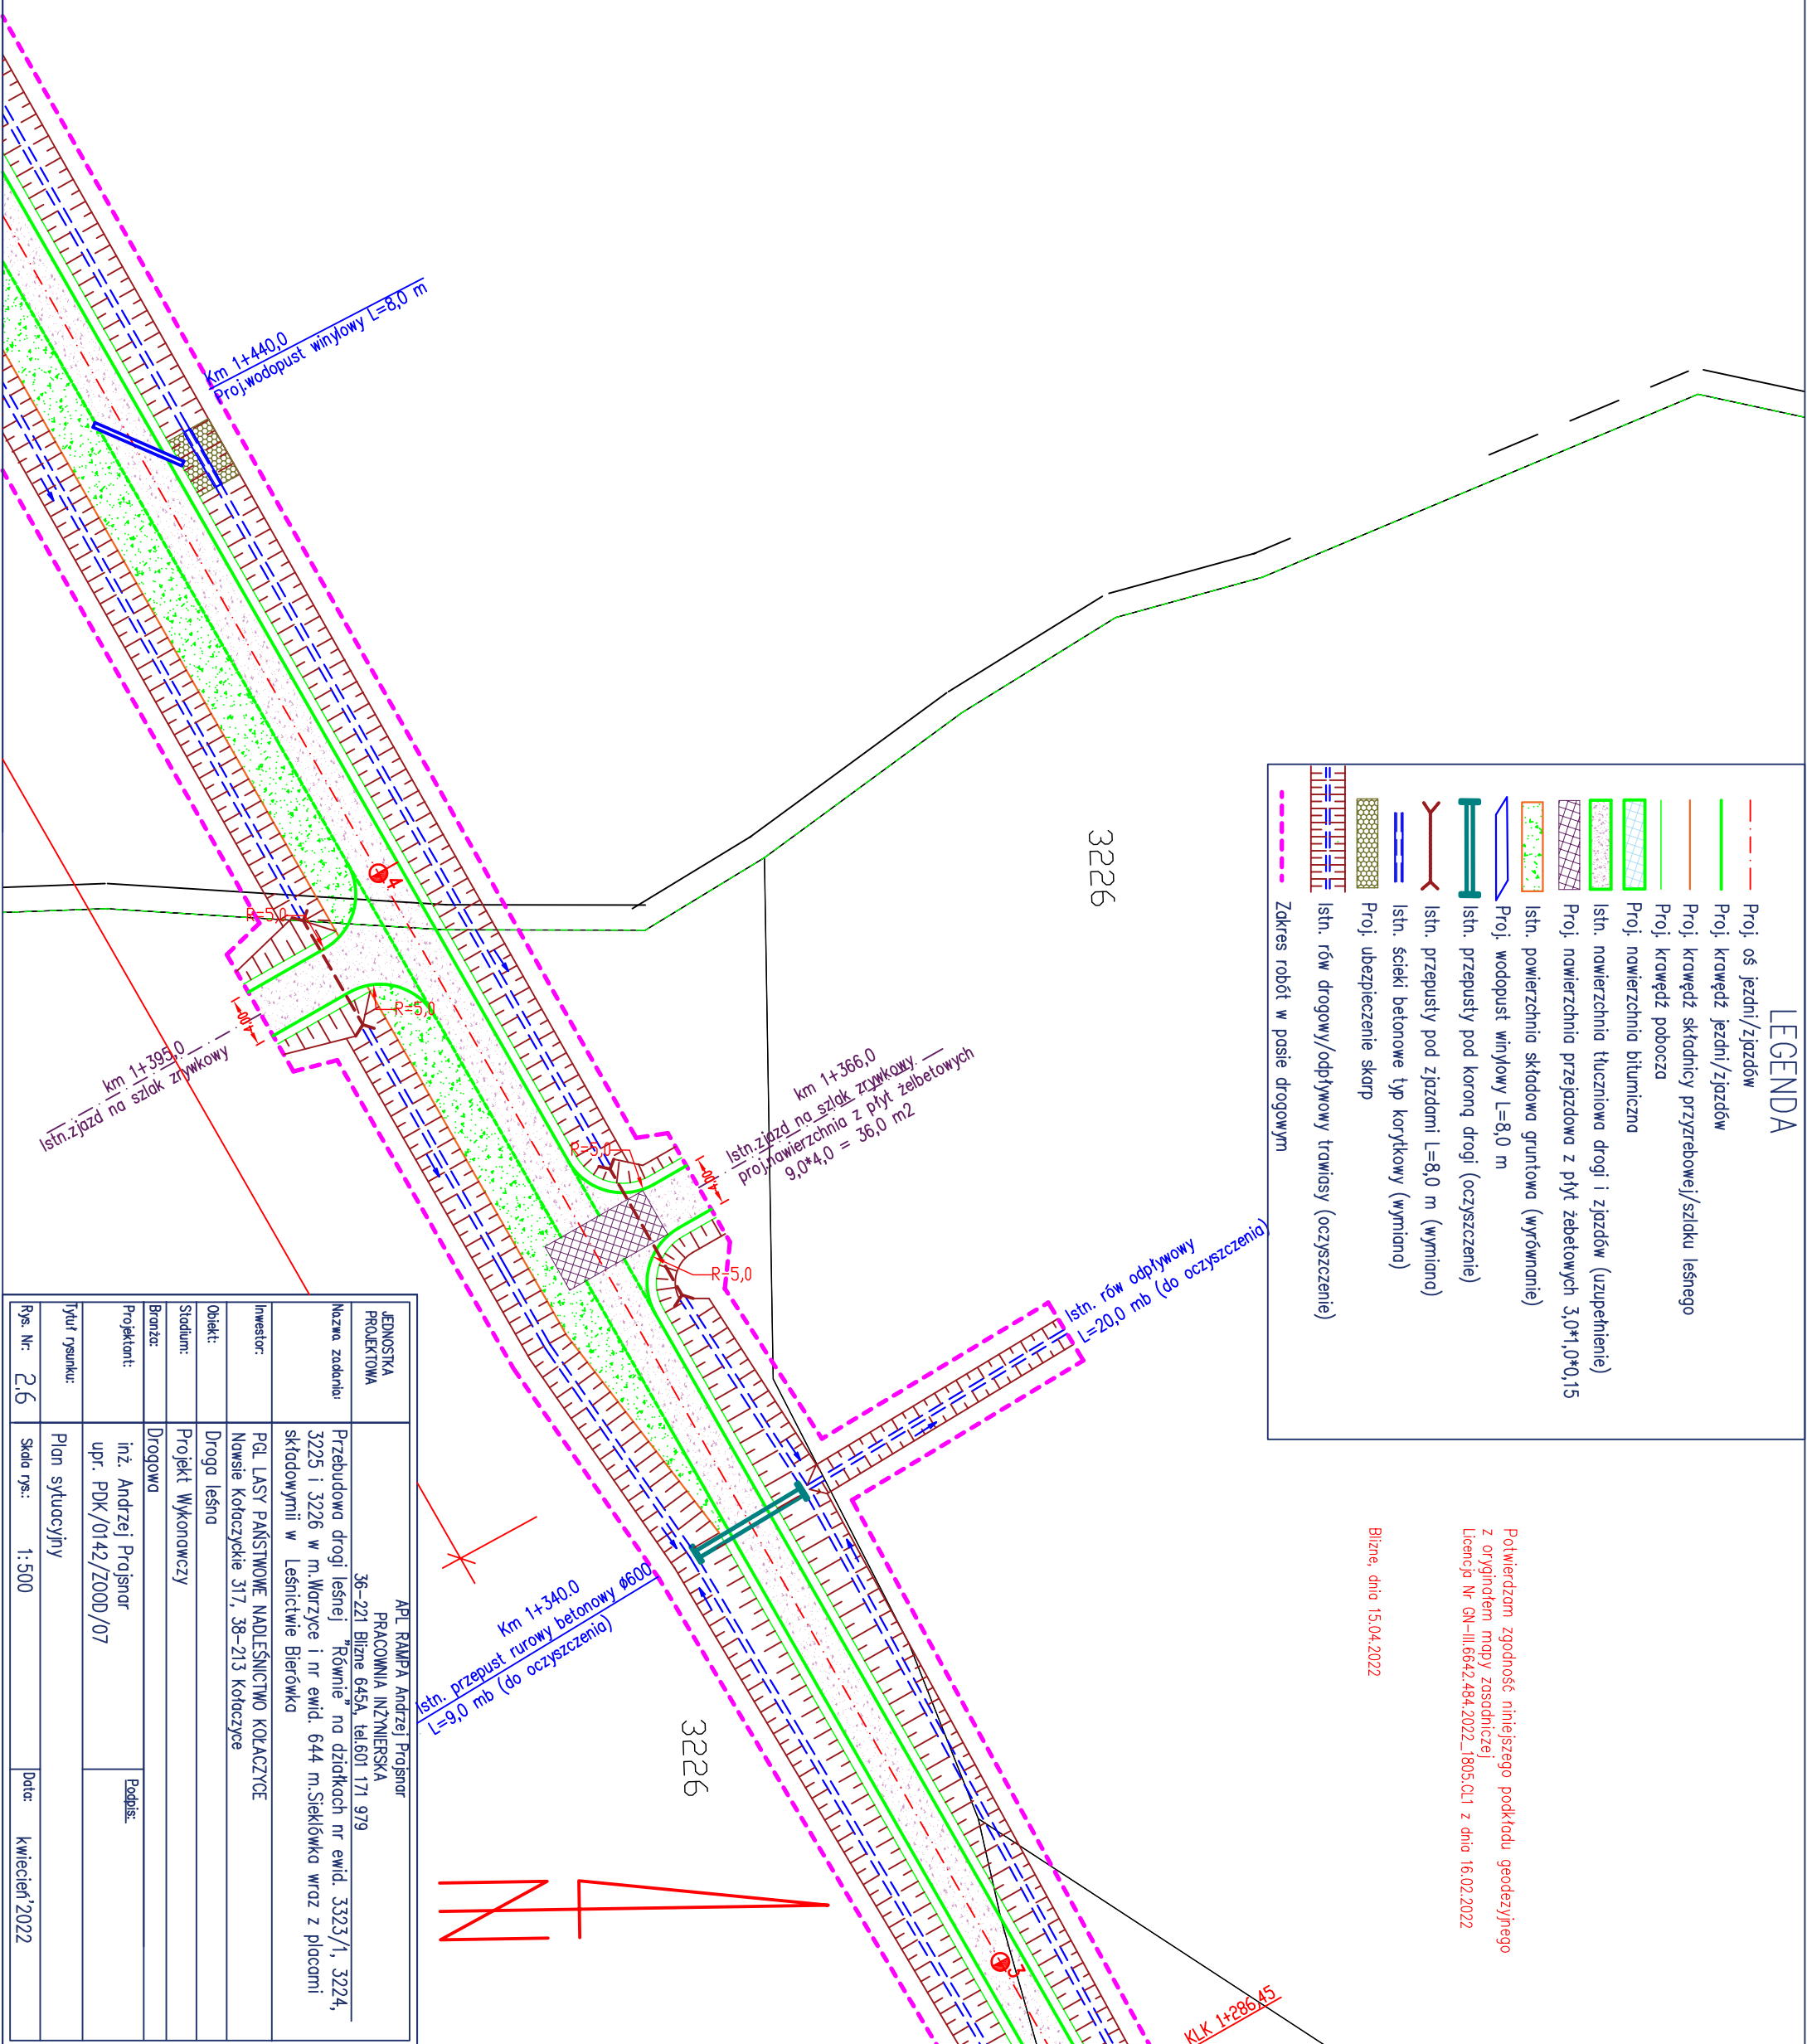 LEGENDA
Proj. oś jezdni/zjazdów
Proj. krawędź jezdni/zjazdów
Proj. krawędź składnicy przyzrebowej/szlaku leśnego
Proj. krawędź pobocza
Proj. nawierzchnia bitumiczna
Istn. nawierzchnia tłuczniowa drogi i zjazdów (uzupełnienie)
Proj. nawierzchnia przejazdowa z płyt żebetowych 3,0*1,0*0,15
Istn. powierzchnia składowa gruntowa (wyrównanie)
Proj. wodopust winylowy L=8,0 m
Istn. przepusty pod koroną drogi (oczyszczenie)
Istn. przepusty pod zjazdami L=8,0 m (wymiana)
Istn. ścieki betonowe typ korytkowy (wymiana)
Proj. ubezpieczenie skarp
Istn. rów drogowy/odpływowy trawiasy (oczyszczenie)
Zakres robót w pasie drogowym
Potwierdzam zgodność niniejszego podkładu geodezyjnego
z oryginałem mapy zasadniczej
Licencja Nr GN-III.6642.484.2022_1805.CL1 z dnia 16.02.2022
Blizne, dnia 15.04.2022
3226
Km 1+440,0
Proj.wodopust winylowy L=8,0 m
4
R=5,0
R=5,0
4,00
km 1+395,0
Istn.zjazd na szlak zrywkowy
km 1+366,0
Istn.zjazd na szlak zrywkowy
proj.nawierzchnia z płyt żelbetowych
9,0*4,0 = 36,0 m2
R=5,0
R=5,0
4,00
Istn. rów odpływowy
L=20,0 mb (do oczyszczenia)
Km 1+340.0
Istn. przepust rurowy betonowy ø600
L=9,0 mb (do oczyszczenia)
3226
3
KLK 1+286,45
N
JEDNOSTKA
PROJEKTOWA
APL RAMPA Andrzej Prajsnar
PRACOWNIA INŻYNIERSKA
36-221 Blizne 645A, tel.601 171 979
Nazwa zadania:
Przebudowa drogi leśnej "Równie" na działkach nr ewid. 3323/1, 3224,
3225 i 3226 w m.Warzyce i nr ewid. 644 m.Sieklówka wraz z placami
składowymii w Leśnictwie Bierówka
Inwestor:
PGL LASY PAŃSTWOWE NADLEŚNICTWO KOŁACZYCE
Nawsie Kołaczyckie 317, 38-213 Kołaczyce
Obiekt:
Droga leśna
Stadium:
Projekt Wykonawczy
Branża:
Drogowa
Projektant:
inż. Andrzej Prajsnar
upr. PDK/0142/ZOOD/07
Podpis:
Tytuł rysunku:
Plan sytuacyjny
Rys. Nr: 2.6
Skala rys.: 1:500
Data: kwiecień'2022